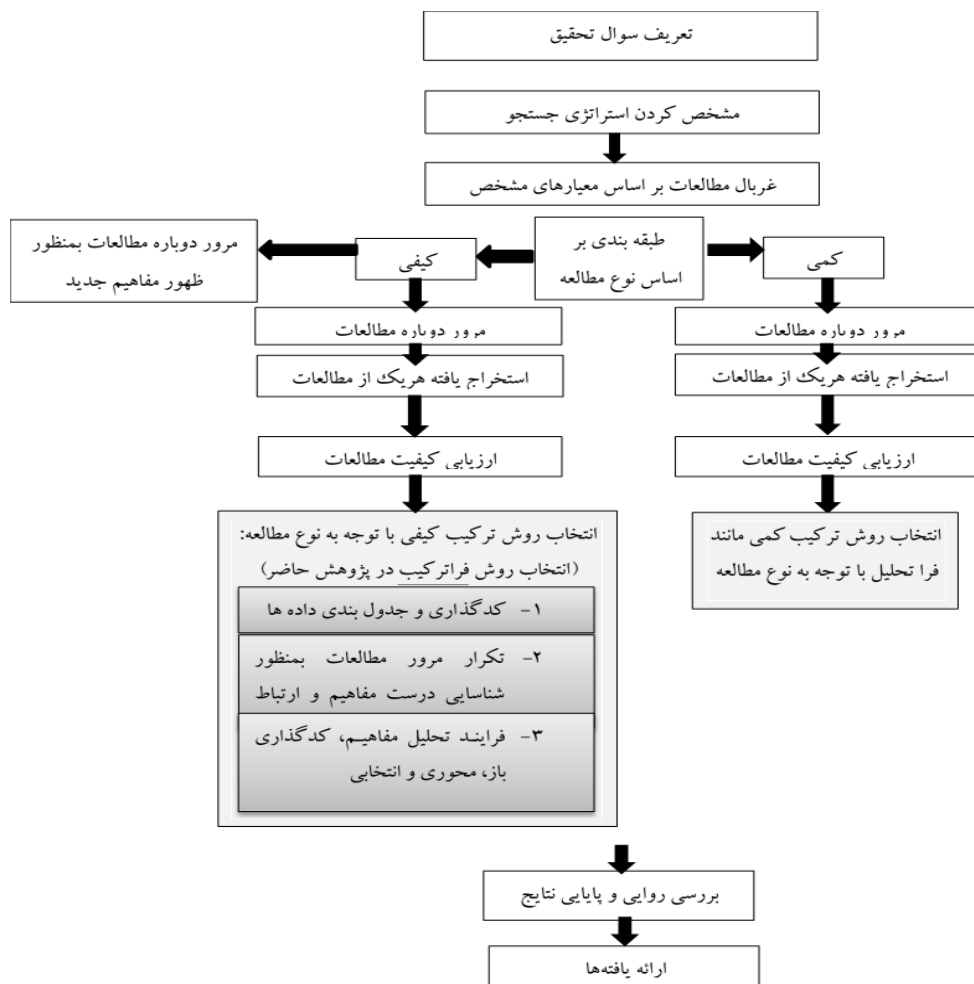 تعریف سوال تحقیق
مشخص کردن استراتژی جستجو
غربال مطالعات بر اساس معیارهای مشخص
طبقه بندی بر
اساس نوع مطالعه
کمی
کیفی
مرور دوباره مطالعات بمنظور
ظهور مفاهیم جدید
مرور دوباره مطالعات
استخراج یافته هریک از مطالعات
ارزیابی کیفیت مطالعات
انتخاب روش ترکیب کمی مانند
فرا تحلیل با توجه به نوع مطالعه
مرور دوباره مطالعات
استخراج یافته هریک از مطالعات
ارزیابی کیفیت مطالعات
انتخاب روش ترکیب کیفی با توجه به نوع مطالعه:
(انتخاب روش فراترکیب در پژوهش حاضر)
۱- کدگذاری و جدول بندی داده ها
۲- تکرار مرور مطالعات بمنظور
شناسایی درست مفاهیم و ارتباط
۳- فرایند تحلیل مفاهیم، کدگذاری
باز، محوری و انتخابی
بررسی روایی و پایایی نتایج
ارائه یافته‌ها